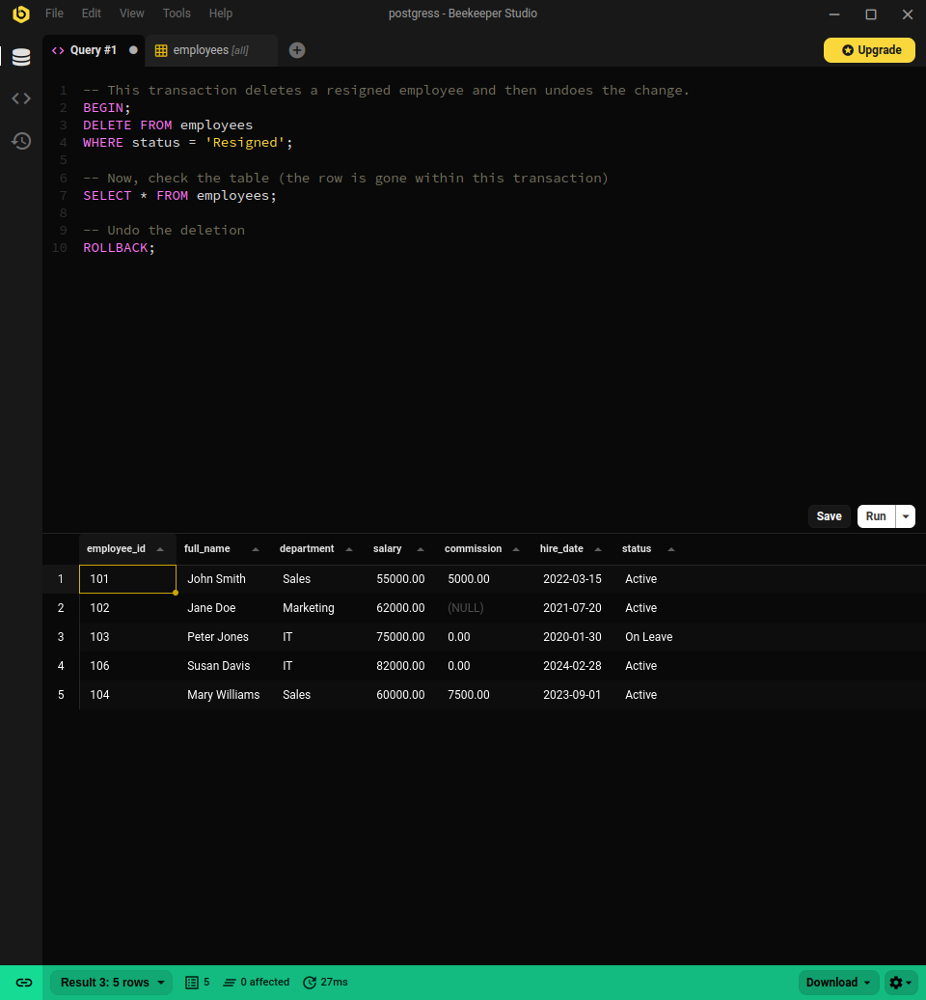 File Edit View Tools Help
postgress - Beekeeper Studio
Query #1
employees [all]
Upgrade
1 -- This transaction deletes a resigned employee and then undoes the change.
2 BEGIN;
3 DELETE FROM employees
4 WHERE status = 'Resigned';
5
6 -- Now, check the table (the row is gone within this transaction)
7 SELECT * FROM employees;
8
9 -- Undo the deletion
10 ROLLBACK;
Save Run
employee_id full_name department salary commission hire_date status
1 101 John Smith Sales 55000.00 5000.00 2022-03-15 Active
2 102 Jane Doe Marketing 62000.00 (NULL) 2021-07-20 Active
3 103 Peter Jones IT 75000.00 0.00 2020-01-30 On Leave
4 106 Susan Davis IT 82000.00 0.00 2024-02-28 Active
5 104 Mary Williams Sales 60000.00 7500.00 2023-09-01 Active
Result 3: 5 rows 5 0 affected 27ms Download